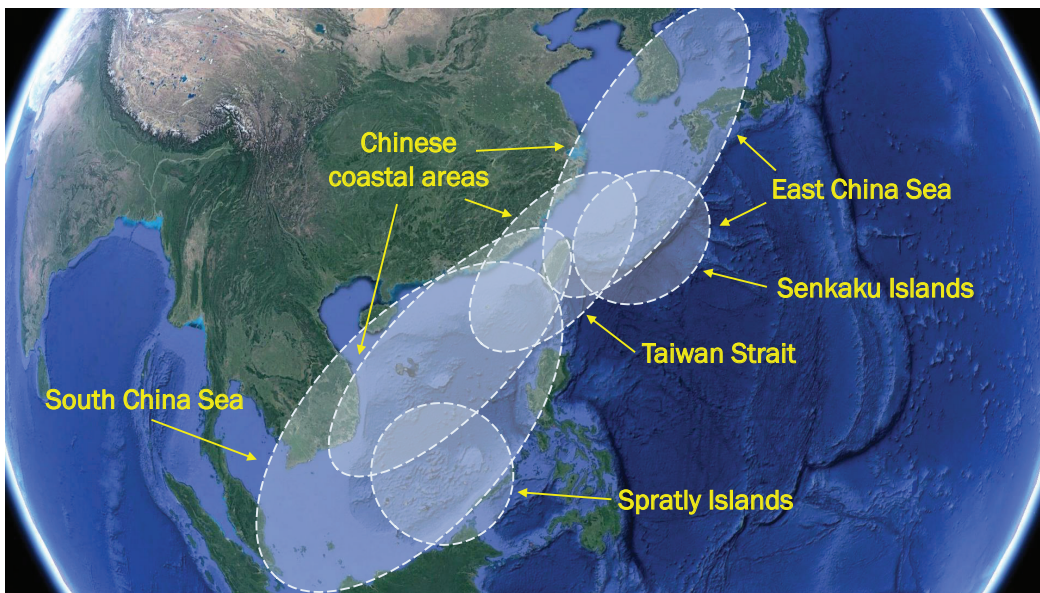 Chinese
coastal areas
East China Sea
Senkaku Islands
Taiwan Strait
South China Sea
Spratly Islands